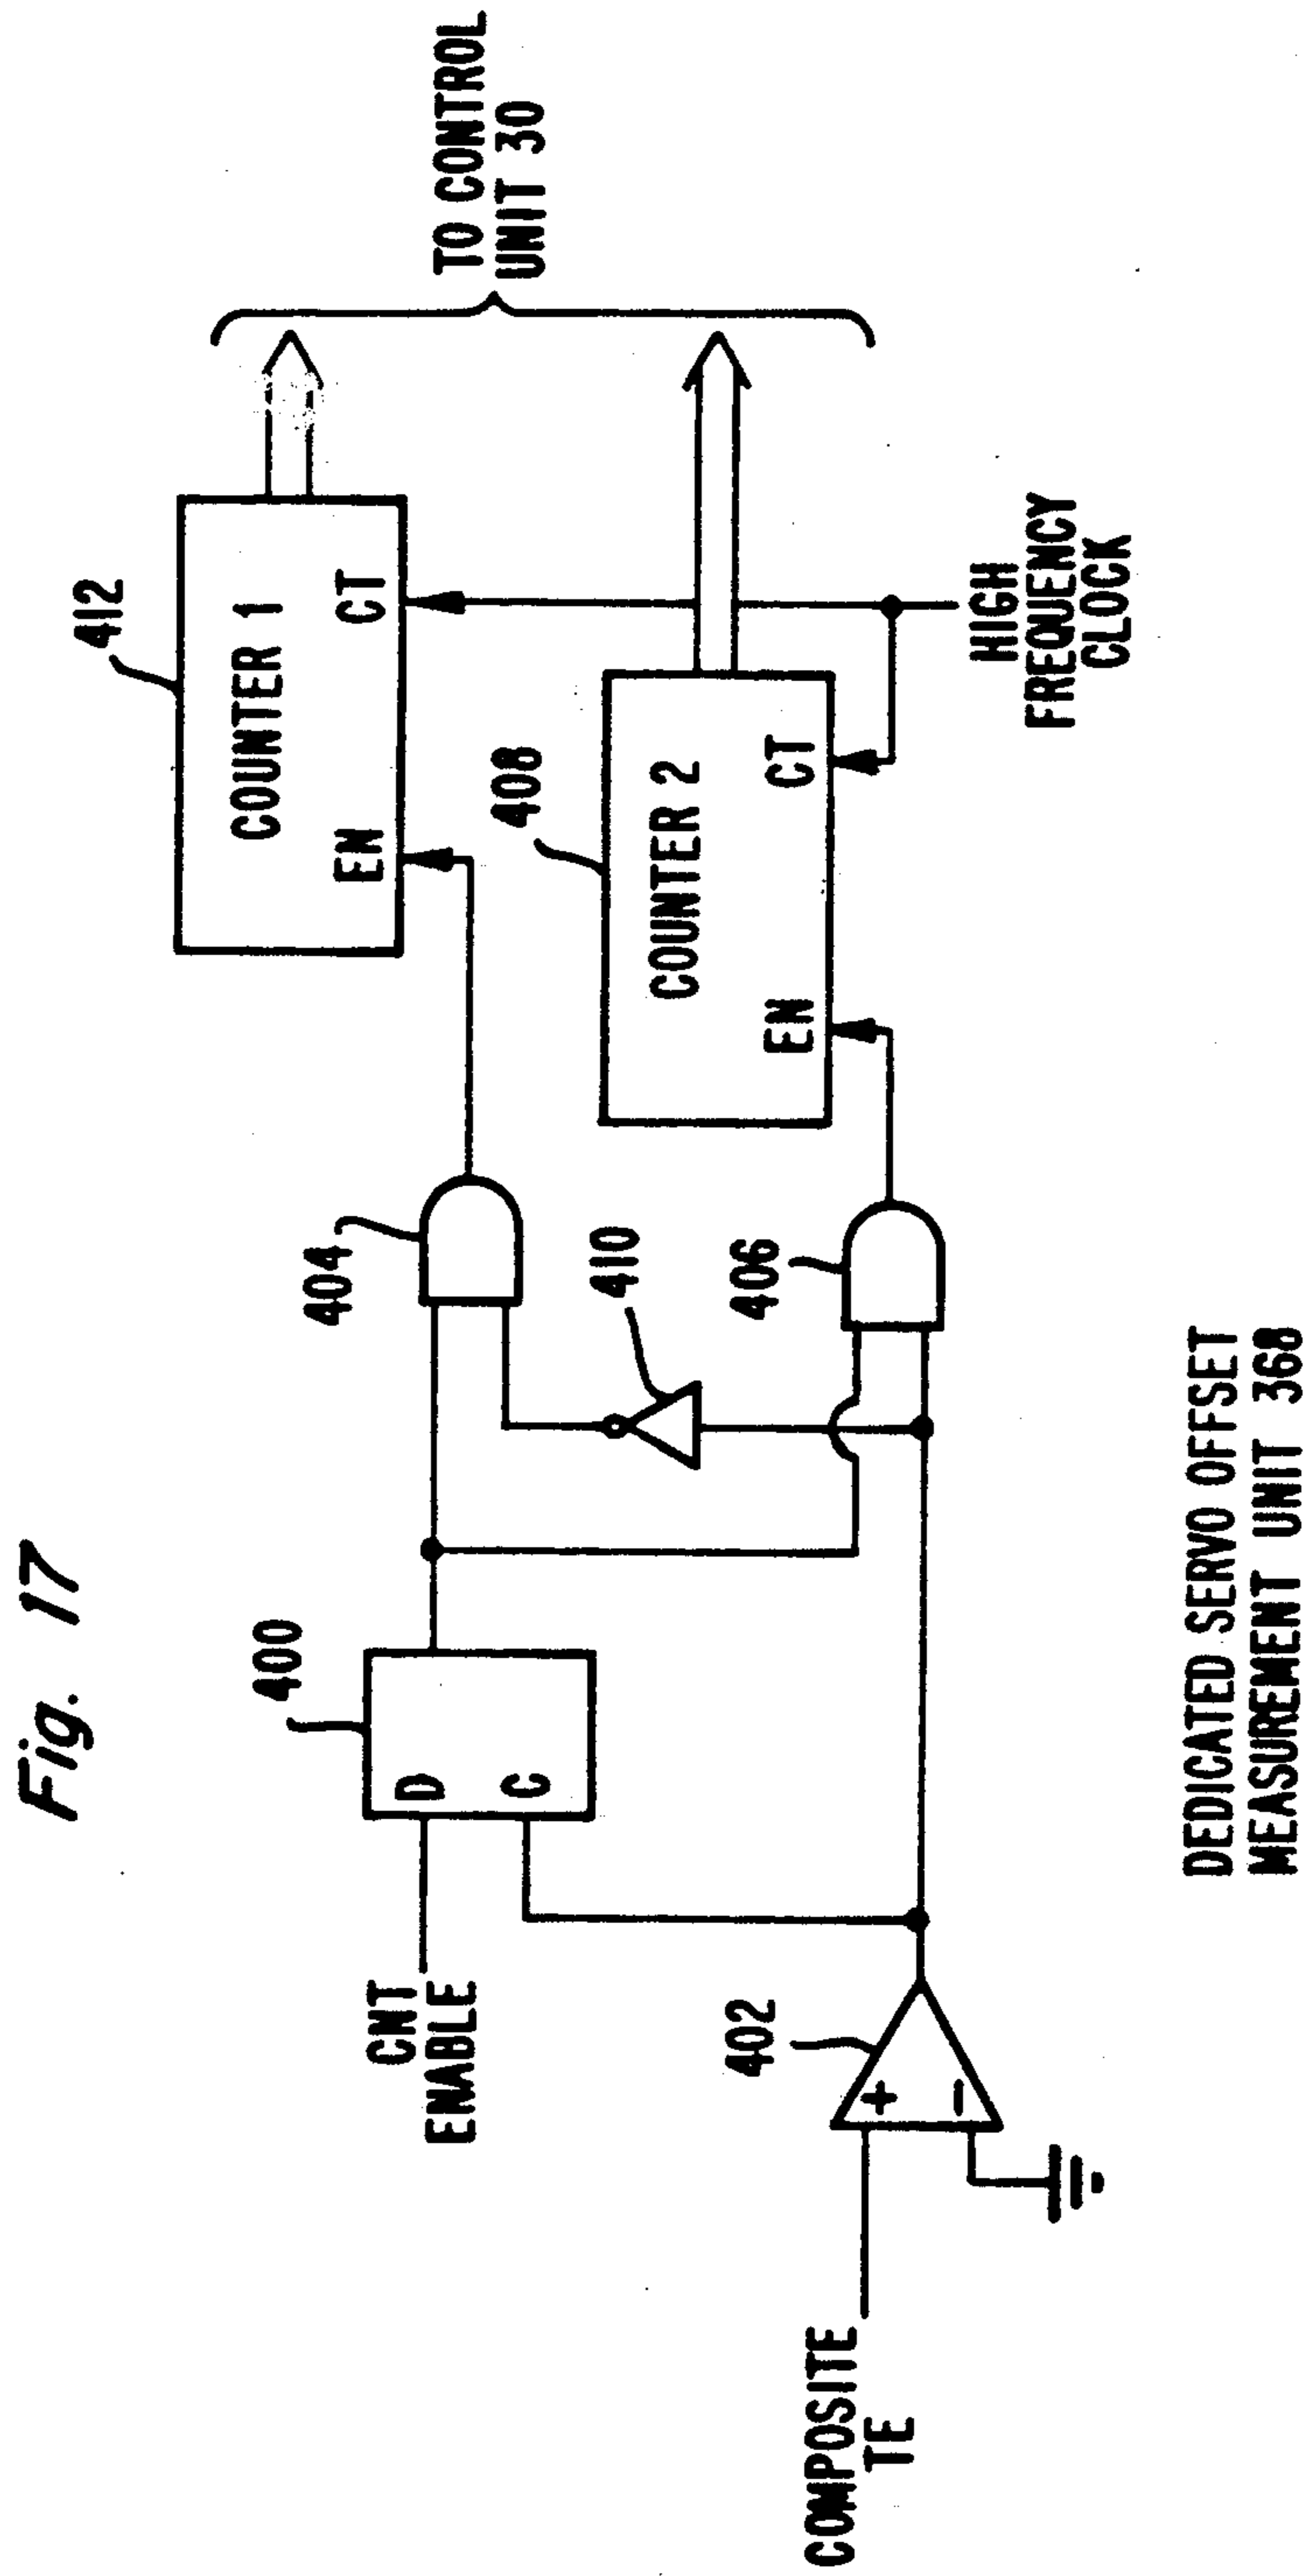 Fig. 17
412
COUNTER 1
EN
CT
TO CONTROL
UNIT 30
404
400
D
C
CNT
ENABLE
410
408
COUNTER 2
EN
CT
406
402
+
−
COMPOSITE
TE
HIGH
FREQUENCY
CLOCK
DEDICATED SERVO OFFSET
MEASUREMENT UNIT 368